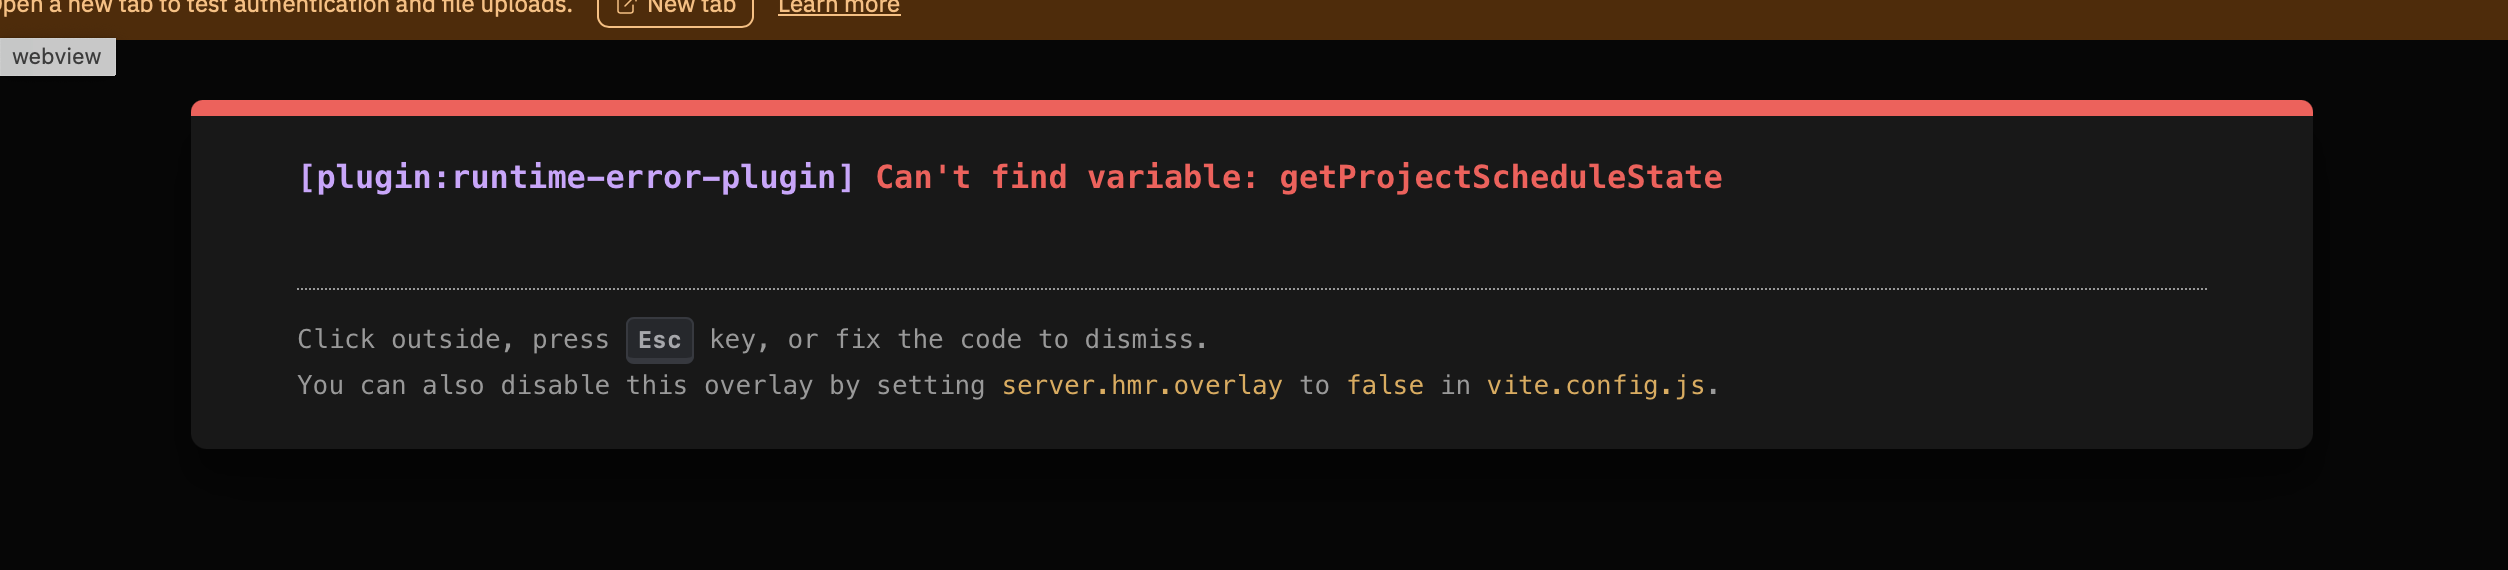 pen a new tab to test authentication and file uploads. New tab Learn more
webview
[plugin:runtime-error-plugin] Can't find variable: getProjectScheduleState
Click outside, press Esc key, or fix the code to dismiss.
You can also disable this overlay by setting server.hmr.overlay to false in vite.config.js.